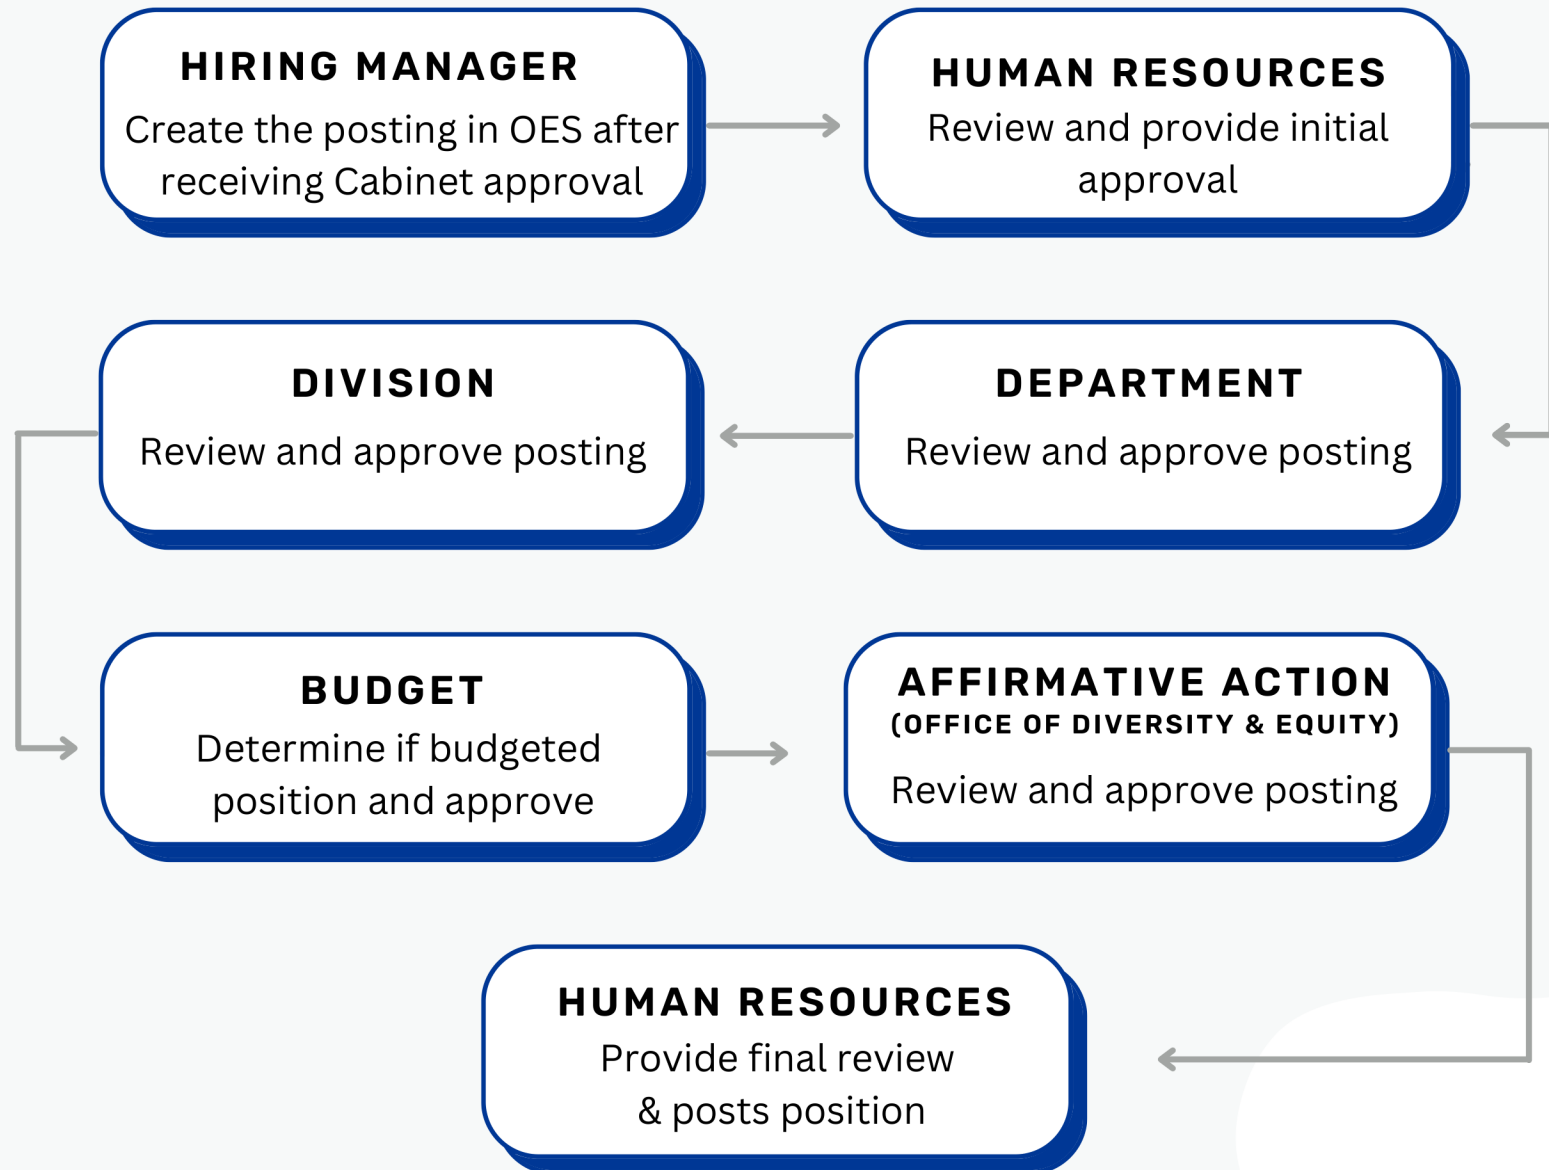 HIRING MANAGER
Create the posting in OES after
receiving Cabinet approval
HUMAN RESOURCES
Review and provide initial
approval
DEPARTMENT
Review and approve posting
DIVISION
Review and approve posting
BUDGET
Determine if budgeted
position and approve
AFFIRMATIVE ACTION
(OFFICE OF DIVERSITY & EQUITY)
Review and approve posting
HUMAN RESOURCES
Provide final review
& posts position